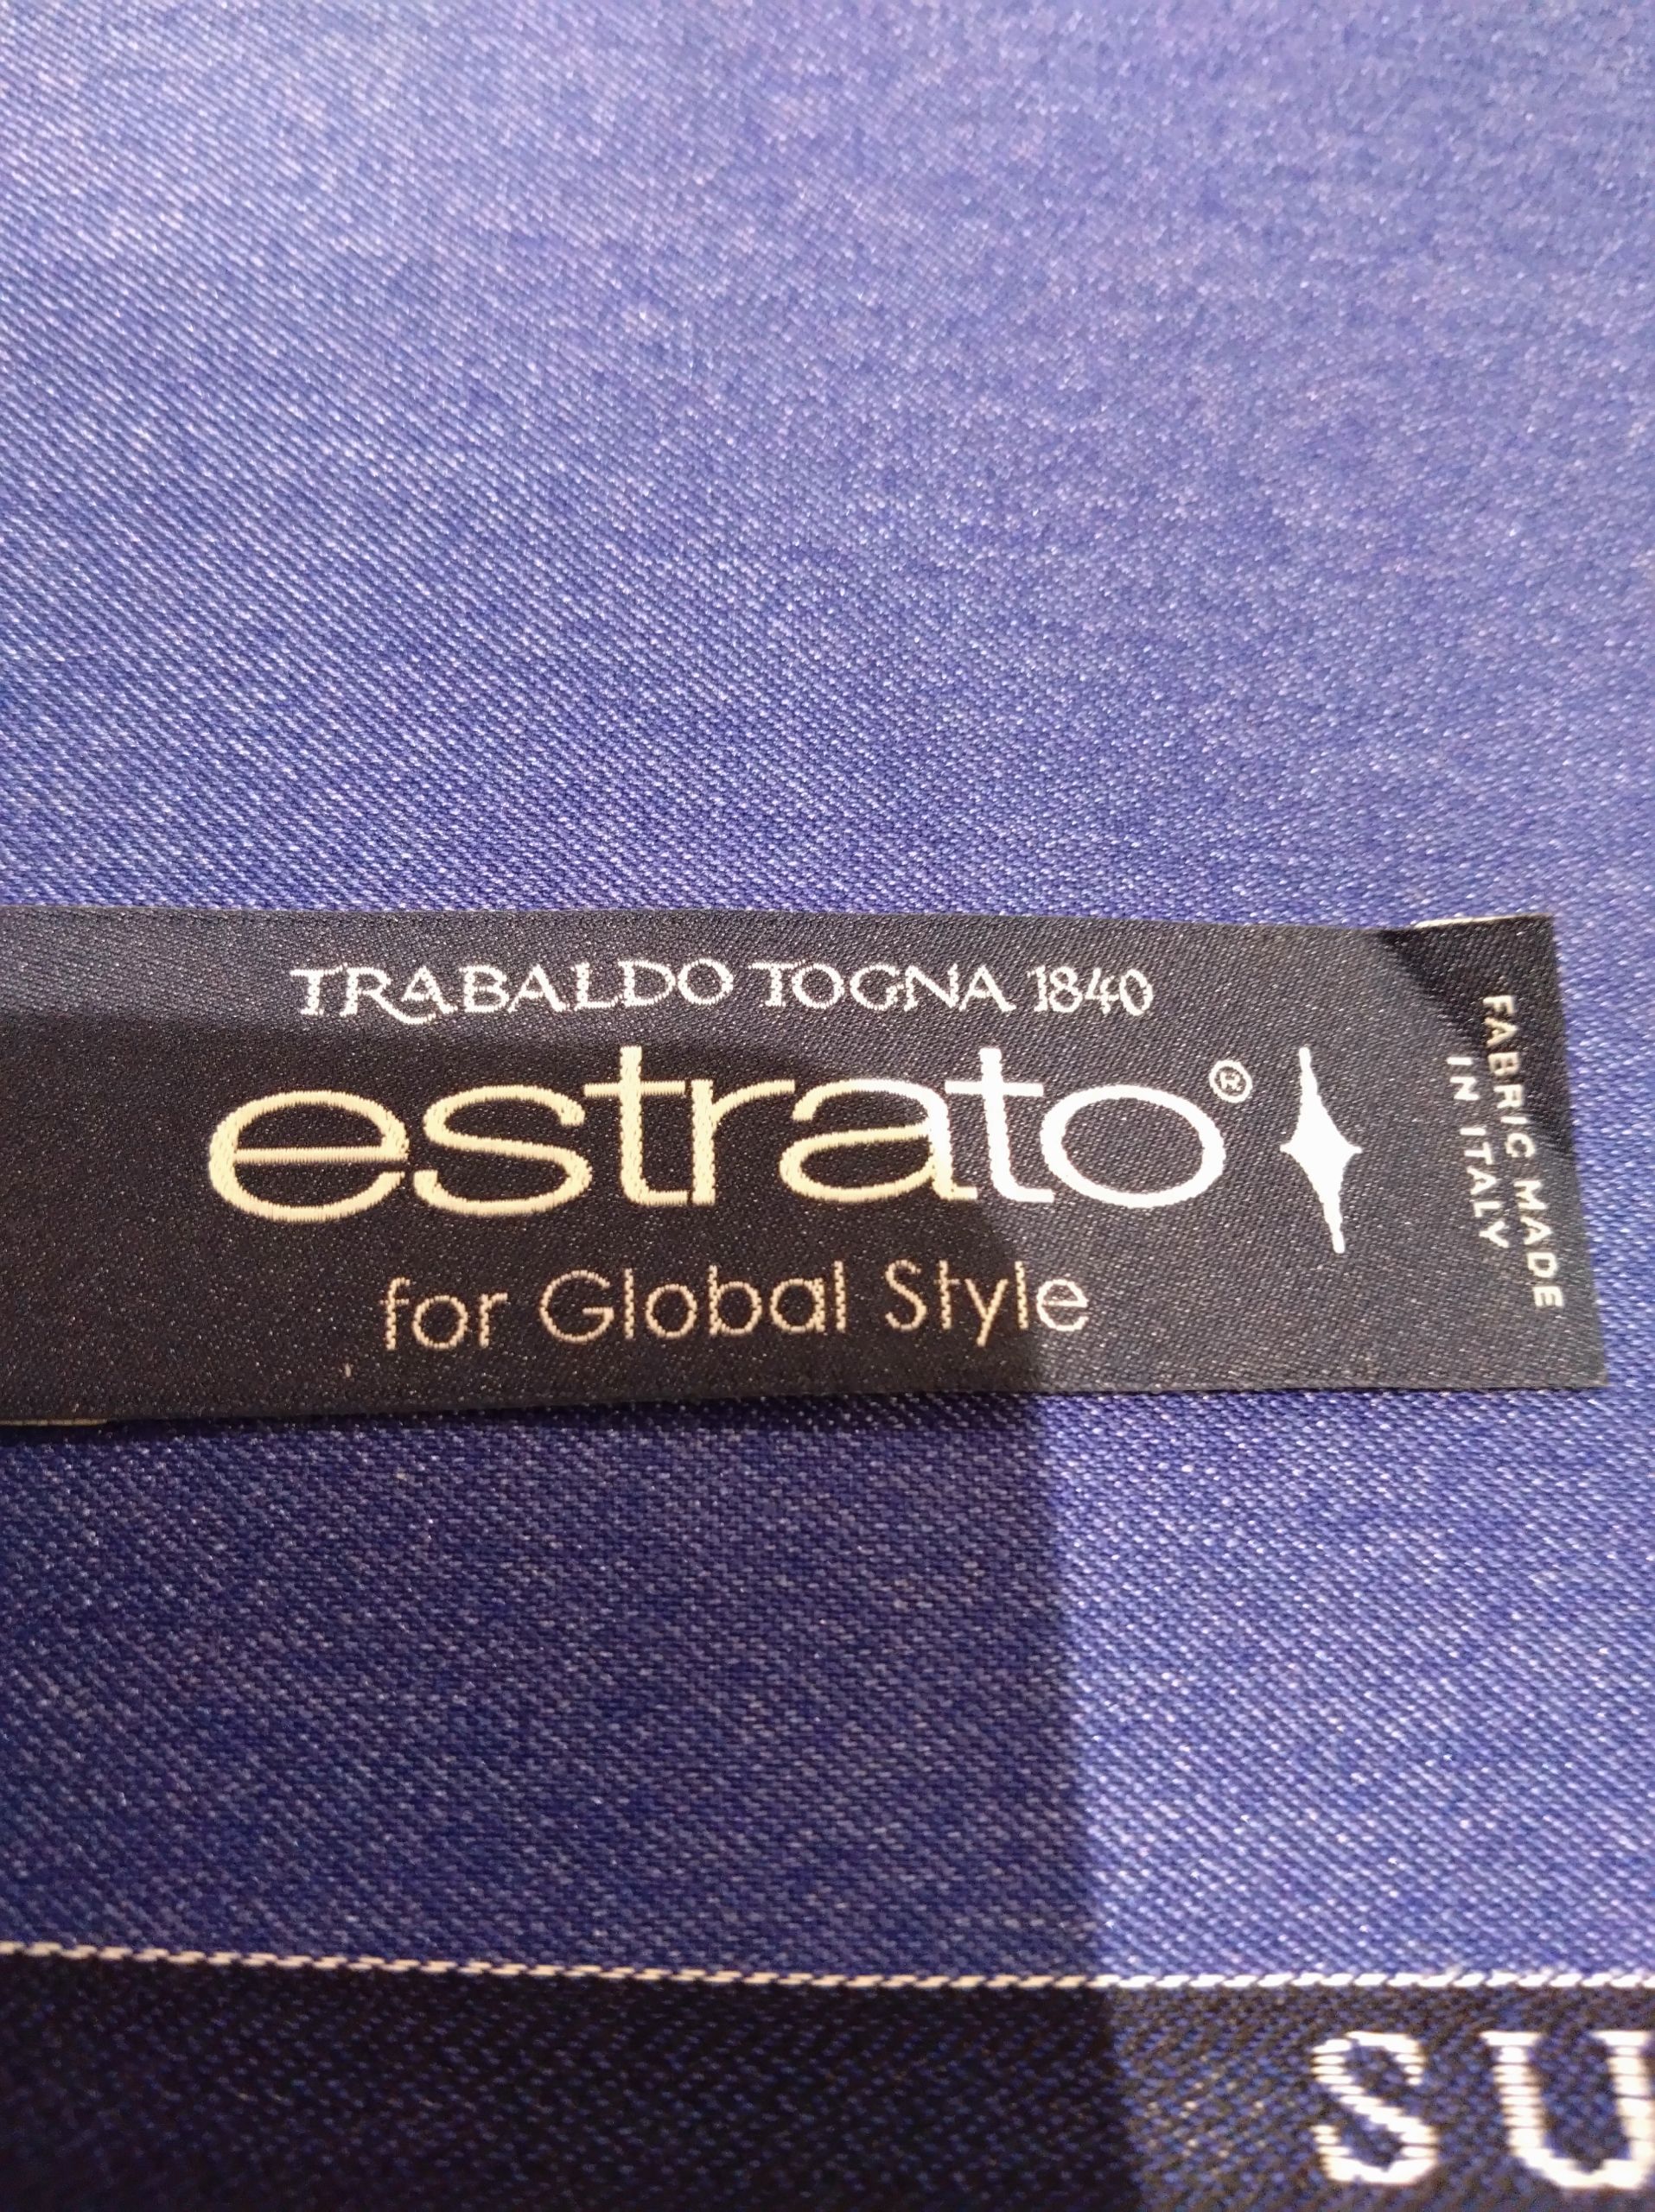 TRABALDO TOGNA 1840
estrato®
for Global Style
FABRIC MADE
IN ITALY
SU